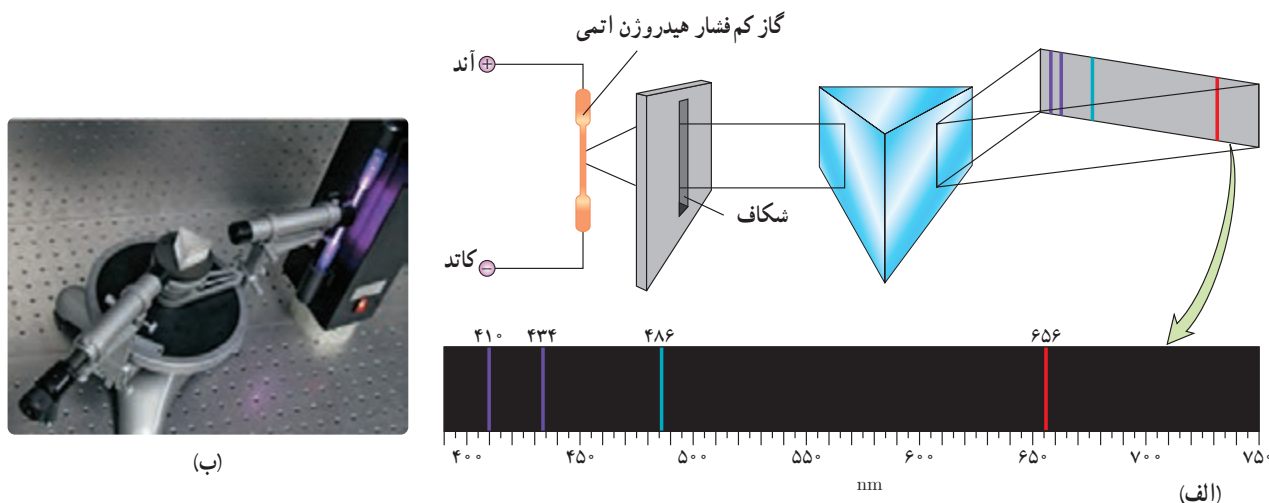 گاز کم فشار هیدروژن اتمی
آند
+
شکاف
کاتد
−
۴۱۰ ۴۳۴ ۴۸۶ ۶۵۶
۴۰۰ ۴۵۰ ۵۰۰ ۵۵۰ ۶۰۰ ۶۵۰ ۷۰۰ ۷۵۰
nm
(الف)
(ب)